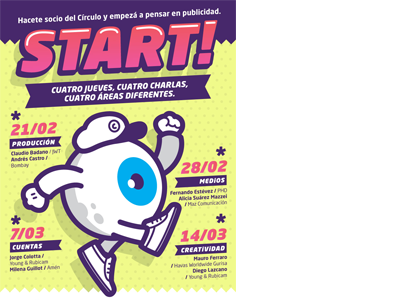 Hacete socio del Círculo y empezá a pensar en publicidad.
START!
CUATRO JUEVES, CUATRO CHARLAS,
CUATRO ÁREAS DIFERENTES.
21/02
PRODUCCIÓN
Claudio Badano / JWT
Andrés Castro /
Bombay
28/02
MEDIOS
Fernando Estévez / PHD
Alicia Suárez Mazzei
/ Maz Comunicación
7/03
CUENTAS
Jorge Colotta /
Young & Rubicam
Milena Guillot / Amén
14/03
CREATIVIDAD
Mauro Ferraro
/ Havas Worldwide Gurisa
Diego Lazcano
/ Young & Rubicam